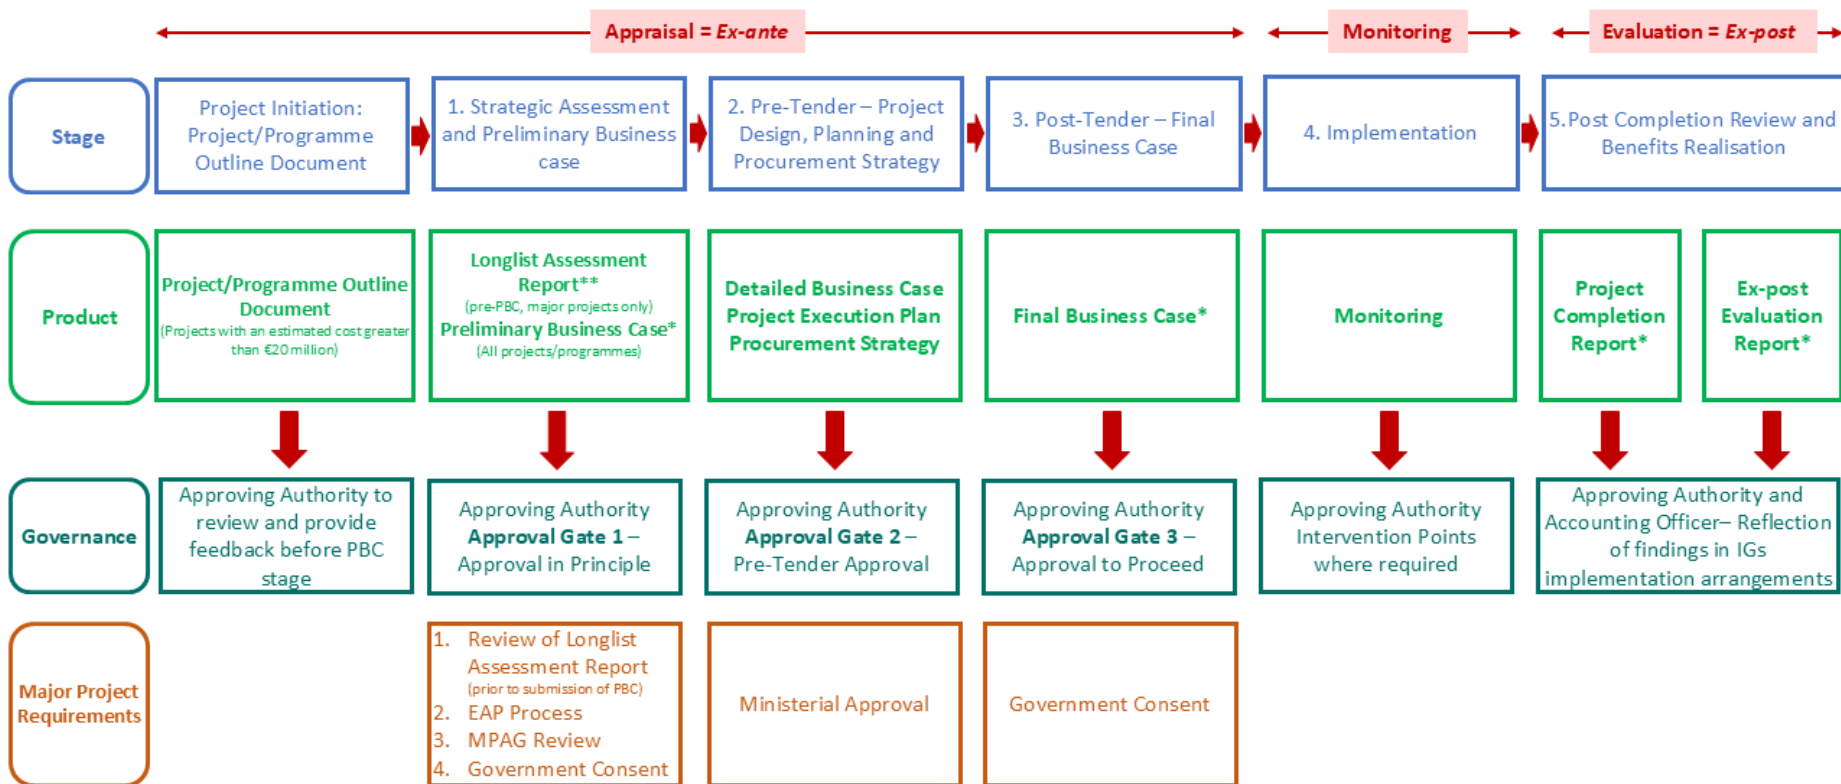 Appraisal = Ex-ante
Monitoring
Evaluation = Ex-post
Stage
Project Initiation:
Project/Programme
Outline Document
1. Strategic Assessment
and Preliminary Business
case
2. Pre-Tender – Project
Design, Planning and
Procurement Strategy
3. Post-Tender – Final
Business Case
4. Implementation
5.Post Completion Review and
Benefits Realisation
Product
Project/Programme Outline
Document
(Projects with an estimated cost greater
than €20 million)
Longlist Assessment
Report**
(pre-PBC, major projects only)
Preliminary Business Case*
(All projects/programmes)
Detailed Business Case
Project Execution Plan
Procurement Strategy
Final Business Case*
Monitoring
Project
Completion
Report*
Ex-post
Evaluation
Report*
Governance
Approving Authority to
review and provide
feedback before PBC
stage
Approving Authority
Approval Gate 1 –
Approval in Principle
Approving Authority
Approval Gate 2 –
Pre-Tender Approval
Approving Authority
Approval Gate 3 –
Approval to Proceed
Approving Authority
Intervention Points
where required
Approving Authority and
Accounting Officer– Reflection
of findings in IGs
implementation arrangements
Major Project
Requirements
1. Review of Longlist
Assessment Report
(prior to submission of PBC)
2. EAP Process
3. MPAG Review
4. Government Consent
Ministerial Approval
Government Consent